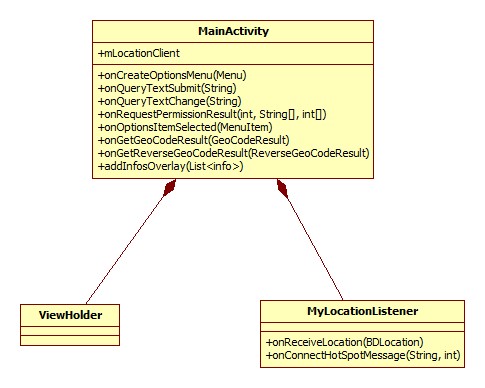 MainActivity
+mLocationClient
+onCreateOptionsMenu(Menu)
+onQueryTextSubmit(String)
+onQueryTextChange(String)
+onRequestPermissionResult(int, String[], int[])
+onOptionsItemSelected(MenuItem)
+onGetGeoCodeResult(GeoCodeResult)
+onGetReverseGeoCodeResult(ReverseGeoCodeResult)
+addInfosOverlay(List<info>)
ViewHolder
MyLocationListener
+onReceiveLocation(BDLocation)
+onConnectHotSpotMessage(String, int)